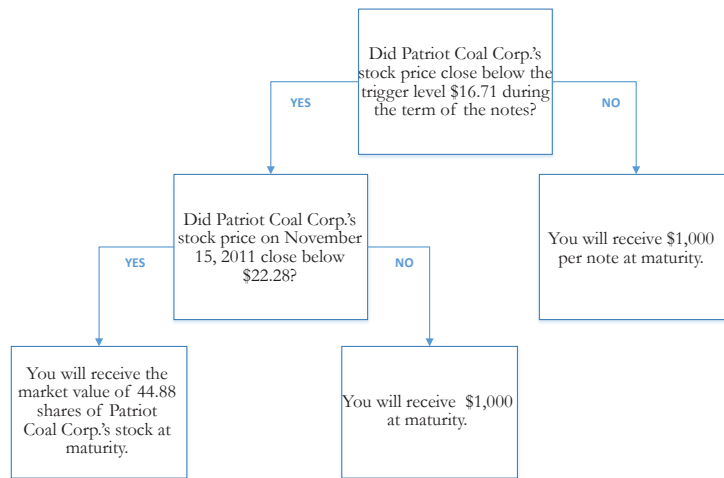 Did Patriot Coal Corp.'s
stock price close below the
trigger level $16.71 during
the term of the notes?
YES
NO
Did Patriot Coal Corp.'s
stock price on November
15, 2011 close below
$22.28?
You will receive $1,000
per note at maturity.
YES
NO
You will receive the
market value of 44.88
shares of Patriot
Coal Corp.'s stock at
maturity.
You will receive $1,000
at maturity.